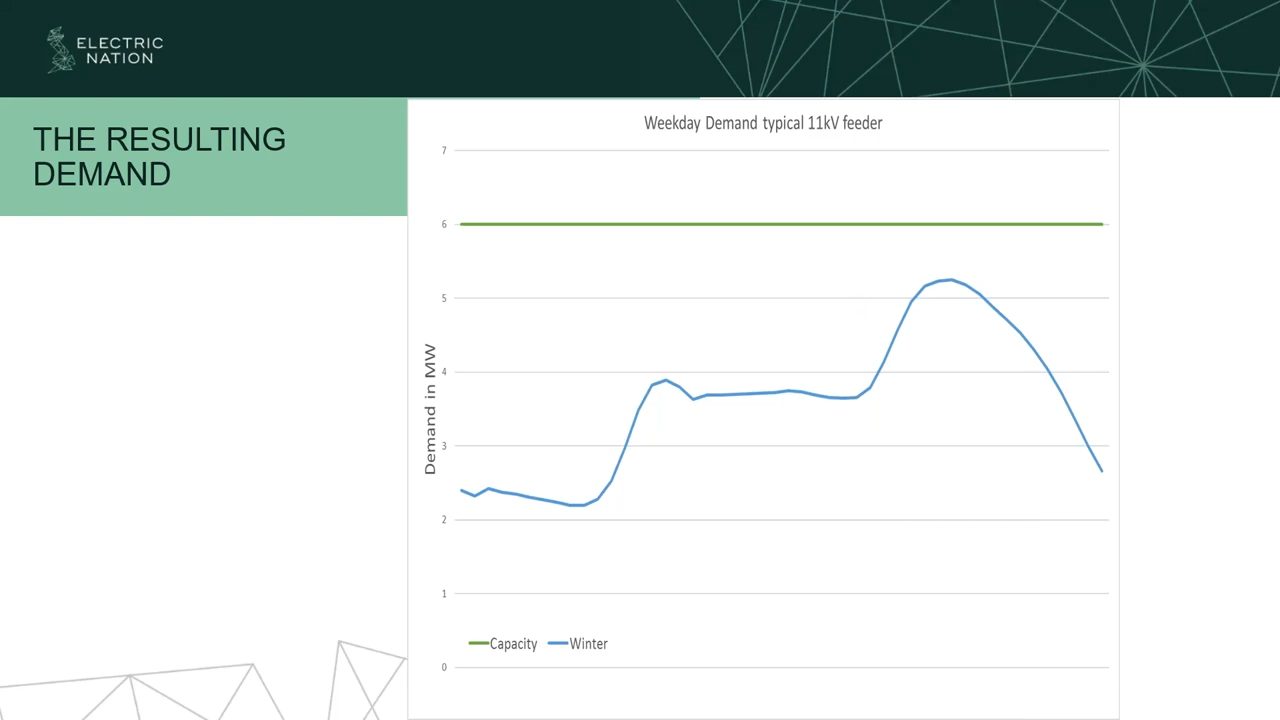 ELECTRIC
NATION
THE RESULTING
DEMAND
Weekday Demand typical 11kV feeder
7
6
5
4
3
2
1
0
Demand in MW
Capacity
Winter